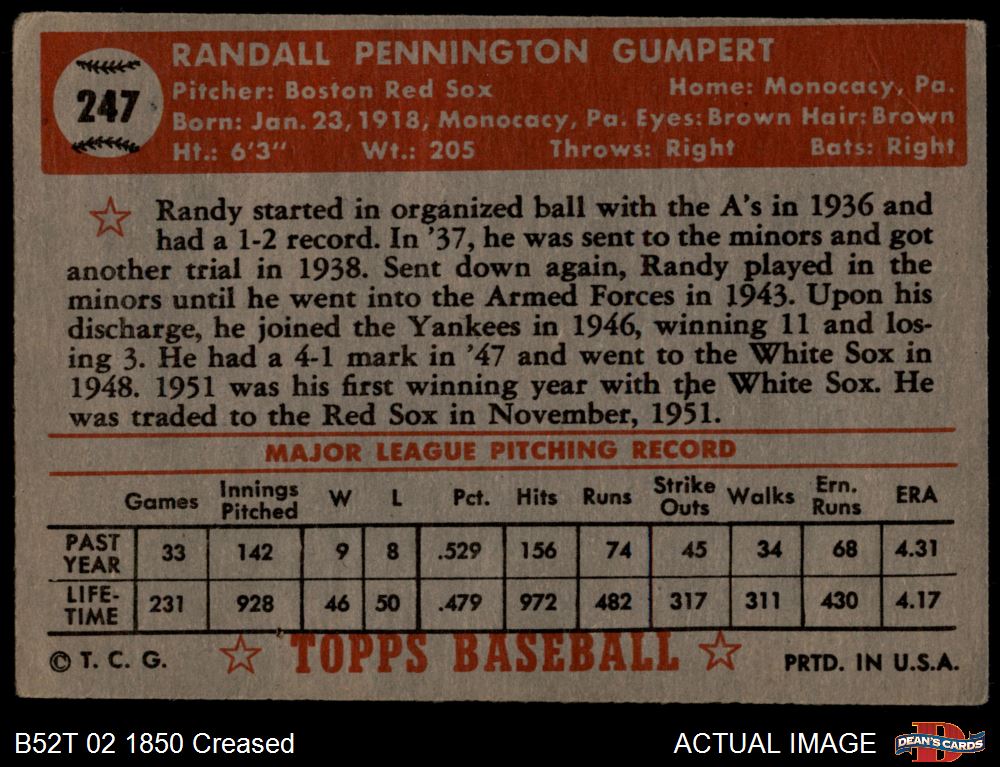 RANDALL PENNINGTON GUMPERT
247
Pitcher: Boston Red Sox Home: Monocacy, Pa.
Born: Jan. 23, 1918, Monocacy, Pa. Eyes: Brown Hair: Brown
Ht.: 6'3" Wt.: 205 Throws: Right Bats: Right
Randy started in organized ball with the A's in 1936 and
had a 1-2 record. In '37, he was sent to the minors and got
another trial in 1938. Sent down again, Randy played in the
minors until he went into the Armed Forces in 1943. Upon his
discharge, he joined the Yankees in 1946, winning 11 and los-
ing 3. He had a 4-1 mark in '47 and went to the White Sox in
1948. 1951 was his first winning year with the White Sox. He
was traded to the Red Sox in November, 1951.
MAJOR LEAGUE PITCHING RECORD
Games Innings Pitched W L Pct. Hits Runs Strike Outs Walks Ern. Runs ERA
PAST YEAR 33 142 9 8 .529 156 74 45 34 68 4.31
LIFE-TIME 231 928 46 50 .479 972 482 317 311 430 4.17
© T. C. G. TOPPS BASEBALL PRTD. IN U.S.A.
B52T 02 1850 Creased ACTUAL IMAGE DEAN'S CARDS